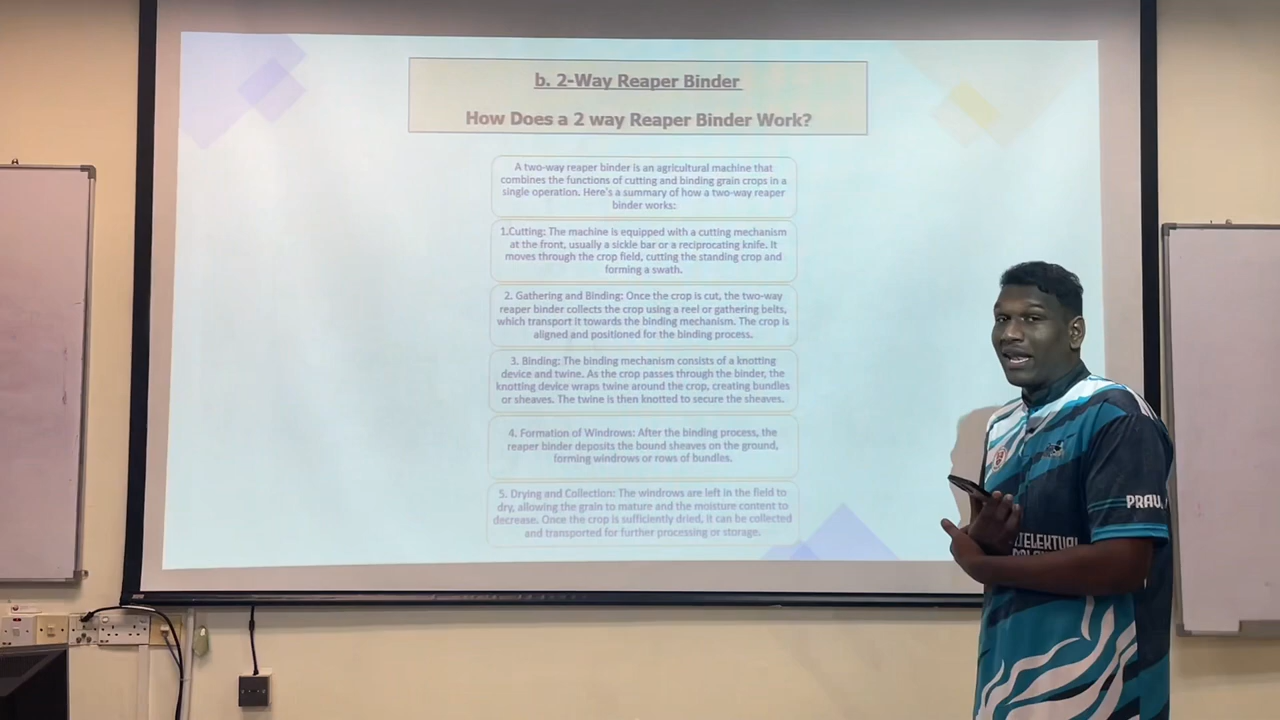 b. 2-Way Reaper Binder
How Does a 2 way Reaper Binder Work?
A two-way reaper binder is an agricultural machine that
combines the functions of cutting and binding grain crops in a
single operation. Here's a summary of how a two-way reaper
binder works:
1.Cutting: The machine is equipped with a cutting mechanism
at the front, usually a sickle bar or a reciprocating knife. It
moves through the crop field, cutting the standing crop and
forming a swath.
2. Gathering and Binding: Once the crop is cut, the two-way
reaper binder collects the crop using a reel or gathering belts,
which transport it towards the binding mechanism. The crop is
aligned and positioned for the binding process.
3. Binding: The binding mechanism consists of a knotting
device and twine. As the crop passes through the binder, the
knotting device wraps twine around the crop, creating bundles
or sheaves. The twine is then knotted to secure the sheaves.
4. Formation of Windrows: After the binding process, the
reaper binder deposits the bound sheaves on the ground,
forming windrows or rows of bundles.
5. Drying and Collection: The windrows are left in the field to
dry, allowing the grain to mature and the moisture content to
decrease. Once the crop is sufficiently dried, it can be collected
and transported for further processing or storage.
PRAV